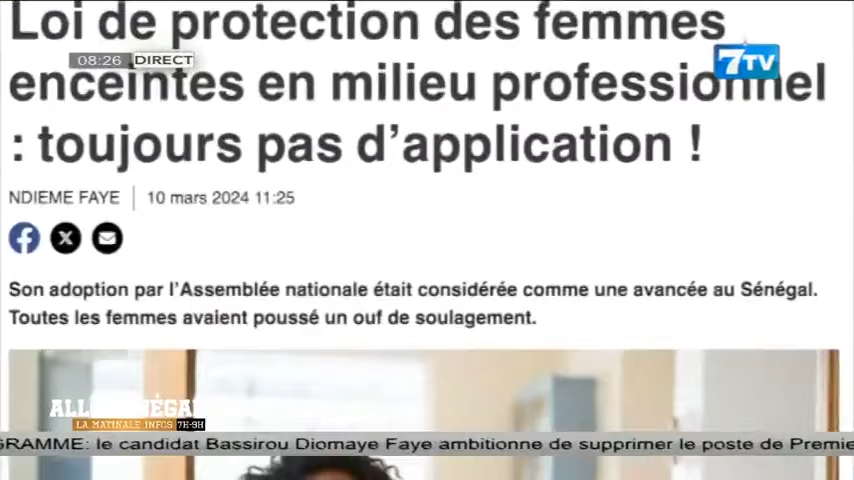 Loi de protection des femmes
08:26 DIRECT
7TV
enceintes en milieu professionnel
: toujours pas d'application !
NDIEME FAYE | 10 mars 2024 11:25
Son adoption par l'Assemblée nationale était considérée comme une avancée au Sénégal.
Toutes les femmes avaient poussé un ouf de soulagement.
LA MATINALE INFOS 7H-9H
GRAMME: le candidat Bassirou Diomaye Faye ambitionne de supprimer le poste de Premie